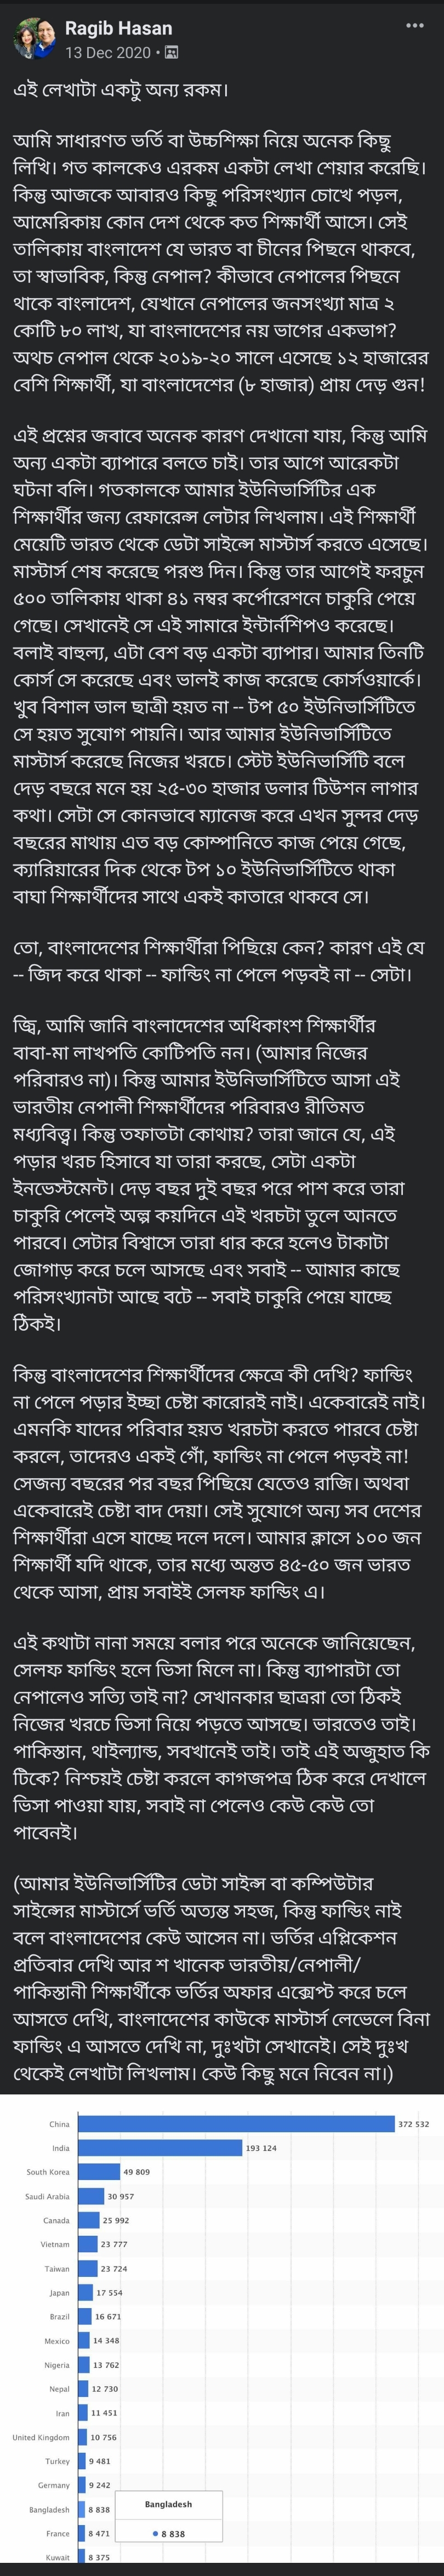 Ragib Hasan
13 Dec 2020
এই লেখাটা একটু অন্য রকম।
আমি সাধারণত ভর্তি বা উচ্চশিক্ষা নিয়ে অনেক কিছু
লিখি। গত কালকেও এরকম একটা লেখা শেয়ার করেছি।
কিন্তু আজকে আবারও কিছু পরিসংখ্যান চোখে পড়ল,
আমেরিকায় কোন দেশ থেকে কত শিক্ষার্থী আসে। সেই
তালিকায় বাংলাদেশ যে ভারত বা চীনের পিছনে থাকবে,
তা স্বাভাবিক, কিন্তু নেপাল? কীভাবে নেপালের পিছনে
থাকে বাংলাদেশ, যেখানে নেপালের জনসংখ্যা মাত্র ২
কোটি ৮০ লাখ, যা বাংলাদেশের নয় ভাগের একভাগ?
অথচ নেপাল থেকে ২০১৯-২০ সালে এসেছে ১২ হাজারের
বেশি শিক্ষার্থী, যা বাংলাদেশের (৮ হাজার) প্রায় দেড় গুন!
এই প্রশ্নের জবাবে অনেক কারণ দেখানো যায়, কিন্তু আমি
অন্য একটা ব্যাপারে বলতে চাই। তার আগে আরেকটা
ঘটনা বলি। গতকালকে আমার ইউনিভার্সিটির এক
শিক্ষার্থীর জন্য রেফারেন্স লেটার লিখলাম। এই শিক্ষার্থী
মেয়েটি ভারত থেকে ডেটা সাইন্সে মাস্টার্স করতে এসেছে।
মাস্টার্স শেষ করেছে পরশু দিন। কিন্তু তার আগেই ফরচুন
৫০০ তালিকায় থাকা ৪১ নম্বর কর্পোরেশনে চাকুরি পেয়ে
গেছে। সেখানেই সে এই সামারে ইন্টার্নশিপও করেছে।
বলাই বাহুল্য, এটা বেশ বড় একটা ব্যাপার। আমার তিনটি
কোর্স সে করেছে এবং ভালই কাজ করেছে কোর্সওয়ার্কে।
খুব বিশাল ভাল ছাত্রী হয়ত না -- টপ ৫০ ইউনিভার্সিটিতে
সে হয়ত সুযোগ পায়নি। আর আমার ইউনিভার্সিটিতে
মাস্টার্স করেছে নিজের খরচে। স্টেট ইউনিভার্সিটি বলে
দেড় বছরে মনে হয় ২৫-৩০ হাজার ডলার টিউশন লাগার
কথা। সেটা সে কোনভাবে ম্যানেজ করে এখন সুন্দর দেড়
বছরের মাথায় এত বড় কোম্পানিতে কাজ পেয়ে গেছে,
ক্যারিয়ারের দিক থেকে টপ ১০ ইউনিভার্সিটিতে থাকা
বাঘা শিক্ষার্থীদের সাথে একই কাতারে থাকবে সে।
তো, বাংলাদেশের শিক্ষার্থীরা পিছিয়ে কেন? কারণ এই যে
-- জিদ করে থাকা -- ফান্ডিং না পেলে পড়বই না -- সেটা।
জ্বি, আমি জানি বাংলাদেশের অধিকাংশ শিক্ষার্থীর
বাবা-মা লাখপতি কোটিপতি নন। (আমার নিজের
পরিবারও না)। কিন্তু আমার ইউনিভার্সিটিতে আসা এই
ভারতীয় নেপালী শিক্ষার্থীদের পরিবারও রীতিমত
মধ্যবিত্ত্ব। কিন্তু তফাতটা কোথায়? তারা জানে যে, এই
পড়ার খরচ হিসাবে যা তারা করছে, সেটা একটা
ইনভেস্টমেন্ট। দেড় বছর দুই বছর পরে পাশ করে তারা
চাকুরি পেলেই অল্প কয়দিনে এই খরচটা তুলে আনতে
পারবে। সেটার বিশ্বাসে তারা ধার করে হলেও টাকাটা
জোগাড় করে চলে আসছে এবং সবাই -- আমার কাছে
পরিসংখ্যানটা আছে বটে -- সবাই চাকুরি পেয়ে যাচ্ছে
ঠিকই।
কিন্তু বাংলাদেশের শিক্ষার্থীদের ক্ষেত্রে কী দেখি? ফান্ডিং
না পেলে পড়ার ইচ্ছা চেষ্টা কারোরই নাই। একেবারেই নাই।
এমনকি যাদের পরিবার হয়ত খরচটা করতে পারবে চেষ্টা
করলে, তাদেরও একই গোঁ, ফান্ডিং না পেলে পড়বই না!
সেজন্য বছরের পর বছর পিছিয়ে যেতেও রাজি। অথবা
একেবারেই চেষ্টা বাদ দেয়া। সেই সুযোগে অন্য সব দেশের
শিক্ষার্থীরা এসে যাচ্ছে দলে দলে। আমার ক্লাসে ১০০ জন
শিক্ষার্থী যদি থাকে, তার মধ্যে অন্তত ৪৫-৫০ জন ভারত
থেকে আসা, প্রায় সবাইই সেলফ ফান্ডিং এ।
এই কথাটা নানা সময়ে বলার পরে অনেকে জানিয়েছেন,
সেলফ ফান্ডিং হলে ভিসা মিলে না। কিন্তু ব্যাপারটা তো
নেপালেও সত্যি তাই না? সেখানকার ছাত্ররা তো ঠিকই
নিজের খরচে ভিসা নিয়ে পড়তে আসছে। ভারতেও তাই।
পাকিস্তান, থাইল্যান্ড, সবখানেই তাই। তাই এই অজুহাত কি
টিকে? নিশ্চয়ই চেষ্টা করলে কাগজপত্র ঠিক করে দেখালে
ভিসা পাওয়া যায়, সবাই না পেলেও কেউ কেউ তো
পাবেনই।
(আমার ইউনিভার্সিটির ডেটা সাইন্স বা কম্পিউটার
সাইন্সের মাস্টার্সে ভর্তি অত্যন্ত সহজ, কিন্তু ফান্ডিং নাই
বলে বাংলাদেশের কেউ আসেন না। ভর্তির এপ্লিকেশন
প্রতিবার দেখি আর শ খানেক ভারতীয়/নেপালী/
পাকিস্তানী শিক্ষার্থীকে ভর্তির অফার এক্সেপ্ট করে চলে
আসতে দেখি, বাংলাদেশের কাউকে মাস্টার্স লেভেলে বিনা
ফান্ডিং এ আসতে দেখি না, দুঃখটা সেখানেই। সেই দুঃখ
থেকেই লেখাটা লিখলাম। কেউ কিছু মনে নিবেন না।)
China 372 532
India 193 124
South Korea 49 809
Saudi Arabia 30 957
Canada 25 992
Vietnam 23 777
Taiwan 23 724
Japan 17 554
Brazil 16 671
Mexico 14 348
Nigeria 13 762
Nepal 12 730
Iran 11 451
United Kingdom 10 756
Turkey 9 481
Germany 9 242
Bangladesh
Bangladesh 8 838
8 838
France 8 471
Kuwait 8 375